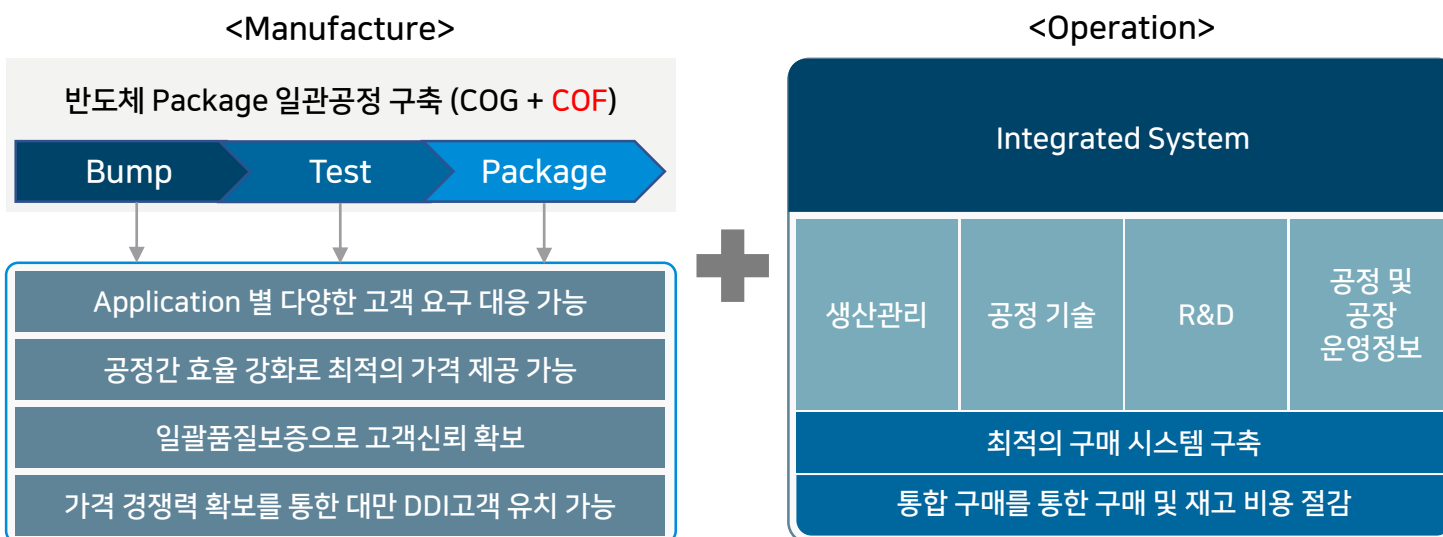 <Manufacture>
반도체 Package 일관공정 구축 (COG + COF)
Bump
Test
Package
Application 별 다양한 고객 요구 대응 가능
공정간 효율 강화로 최적의 가격 제공 가능
일괄품질보증으로 고객신뢰 확보
가격 경쟁력 확보를 통한 대만 DDI고객 유치 가능
<Operation>
Integrated System
생산관리
공정 기술
R&D
공정 및
공장
운영정보
최적의 구매 시스템 구축
통합 구매를 통한 구매 및 재고 비용 절감